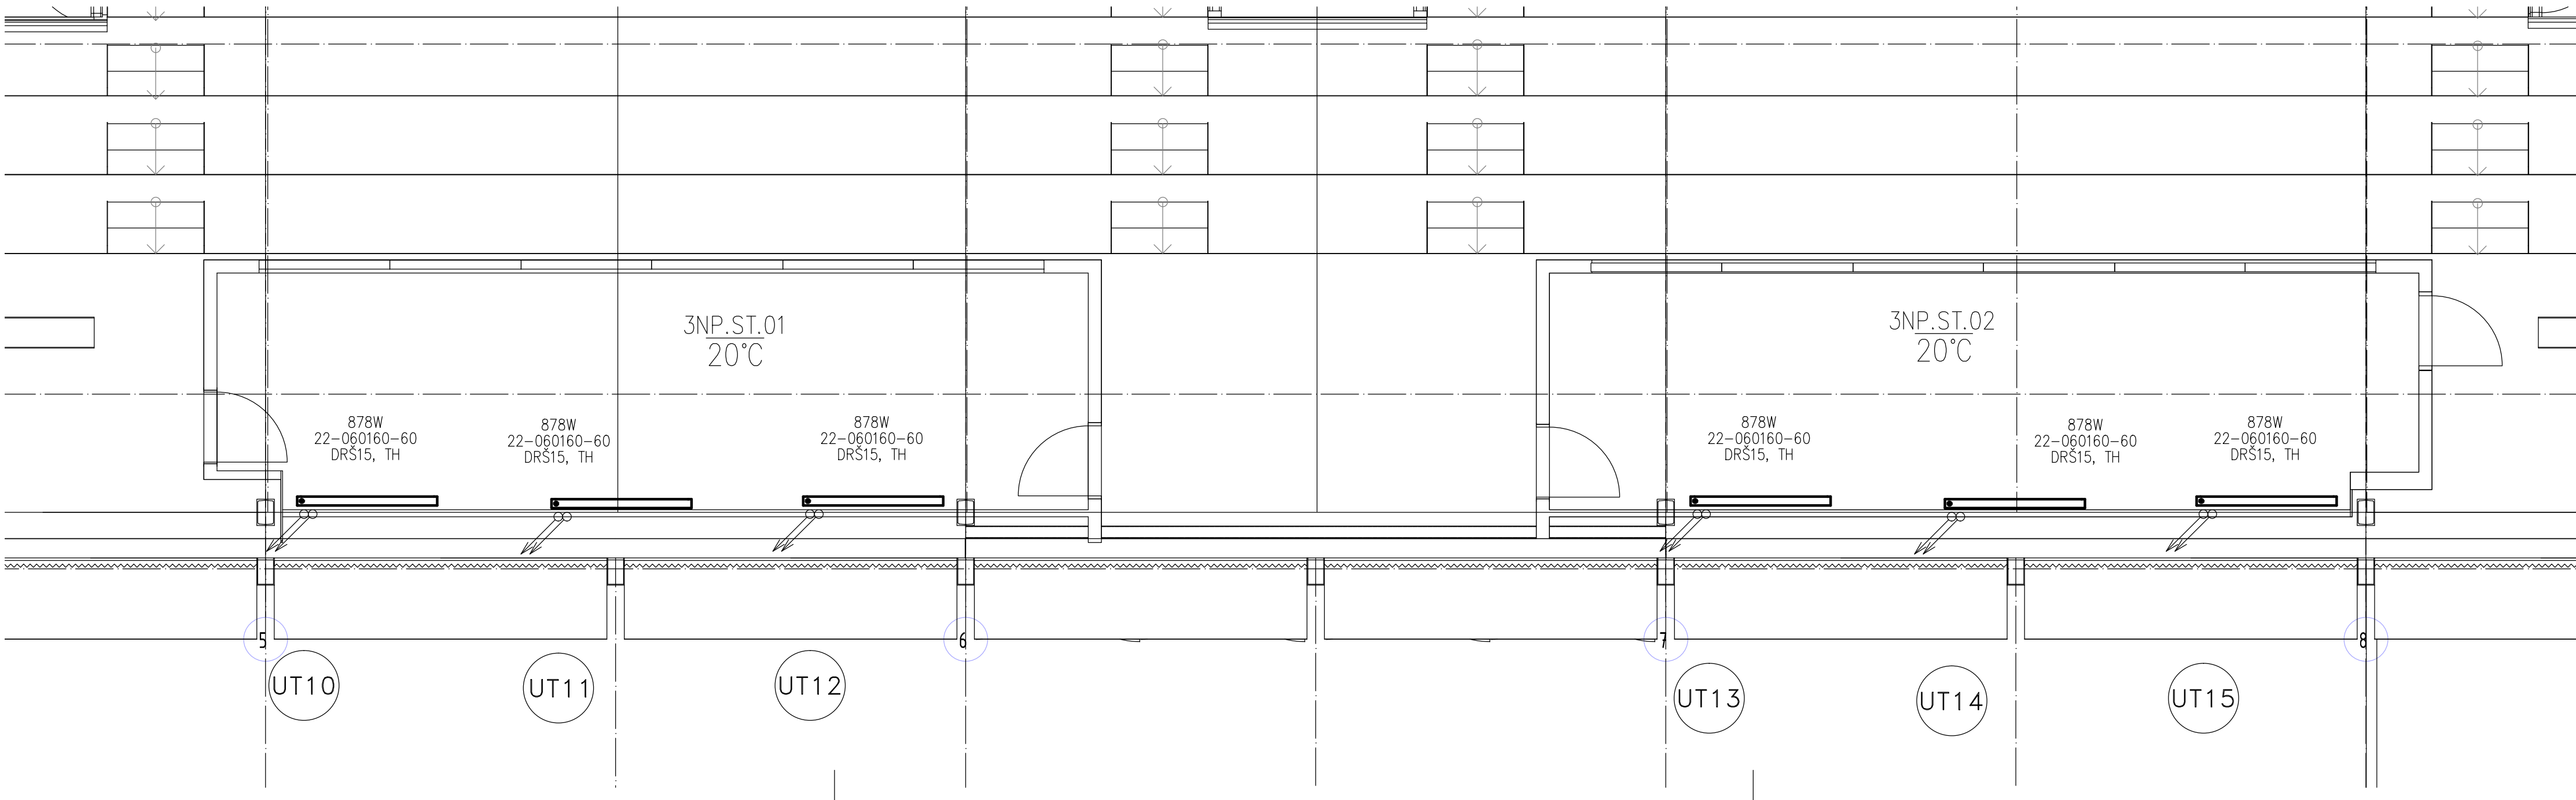 3NP.ST.01
20°C
3NP.ST.02
20°C
878W
22-060160-60
DRŠ15, TH
878W
22-060160-60
DRŠ15, TH
878W
22-060160-60
DRŠ15, TH
878W
22-060160-60
DRŠ15, TH
878W
22-060160-60
DRŠ15, TH
878W
22-060160-60
DRŠ15, TH
5
6
7
8
UT10
UT11
UT12
UT13
UT14
UT15